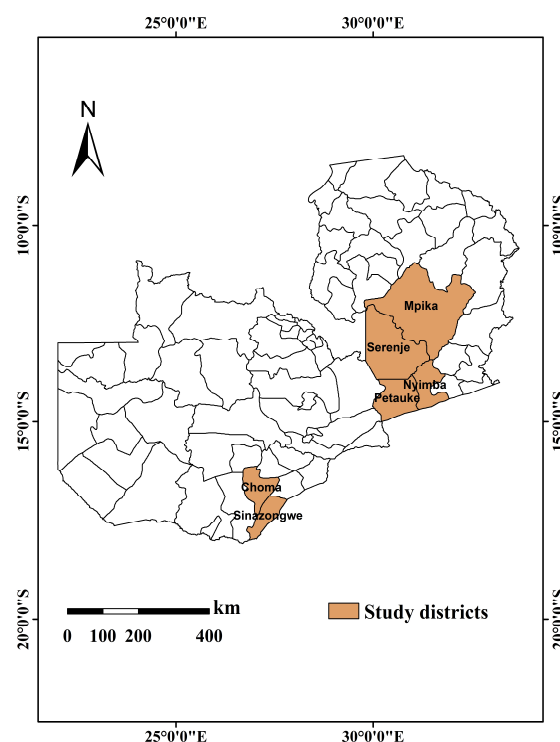 25°0'0"E 30°0'0"E
N
10°0'0"S 10°0'0"S
Mpika
Serenje
Nyimba
Petauke
15°0'0"S 15°0'0"S
Choma
Sinazongwe
km
Study districts
0 100 200 400
20°0'0"S 20°0'0"S
25°0'0"E 30°0'0"E